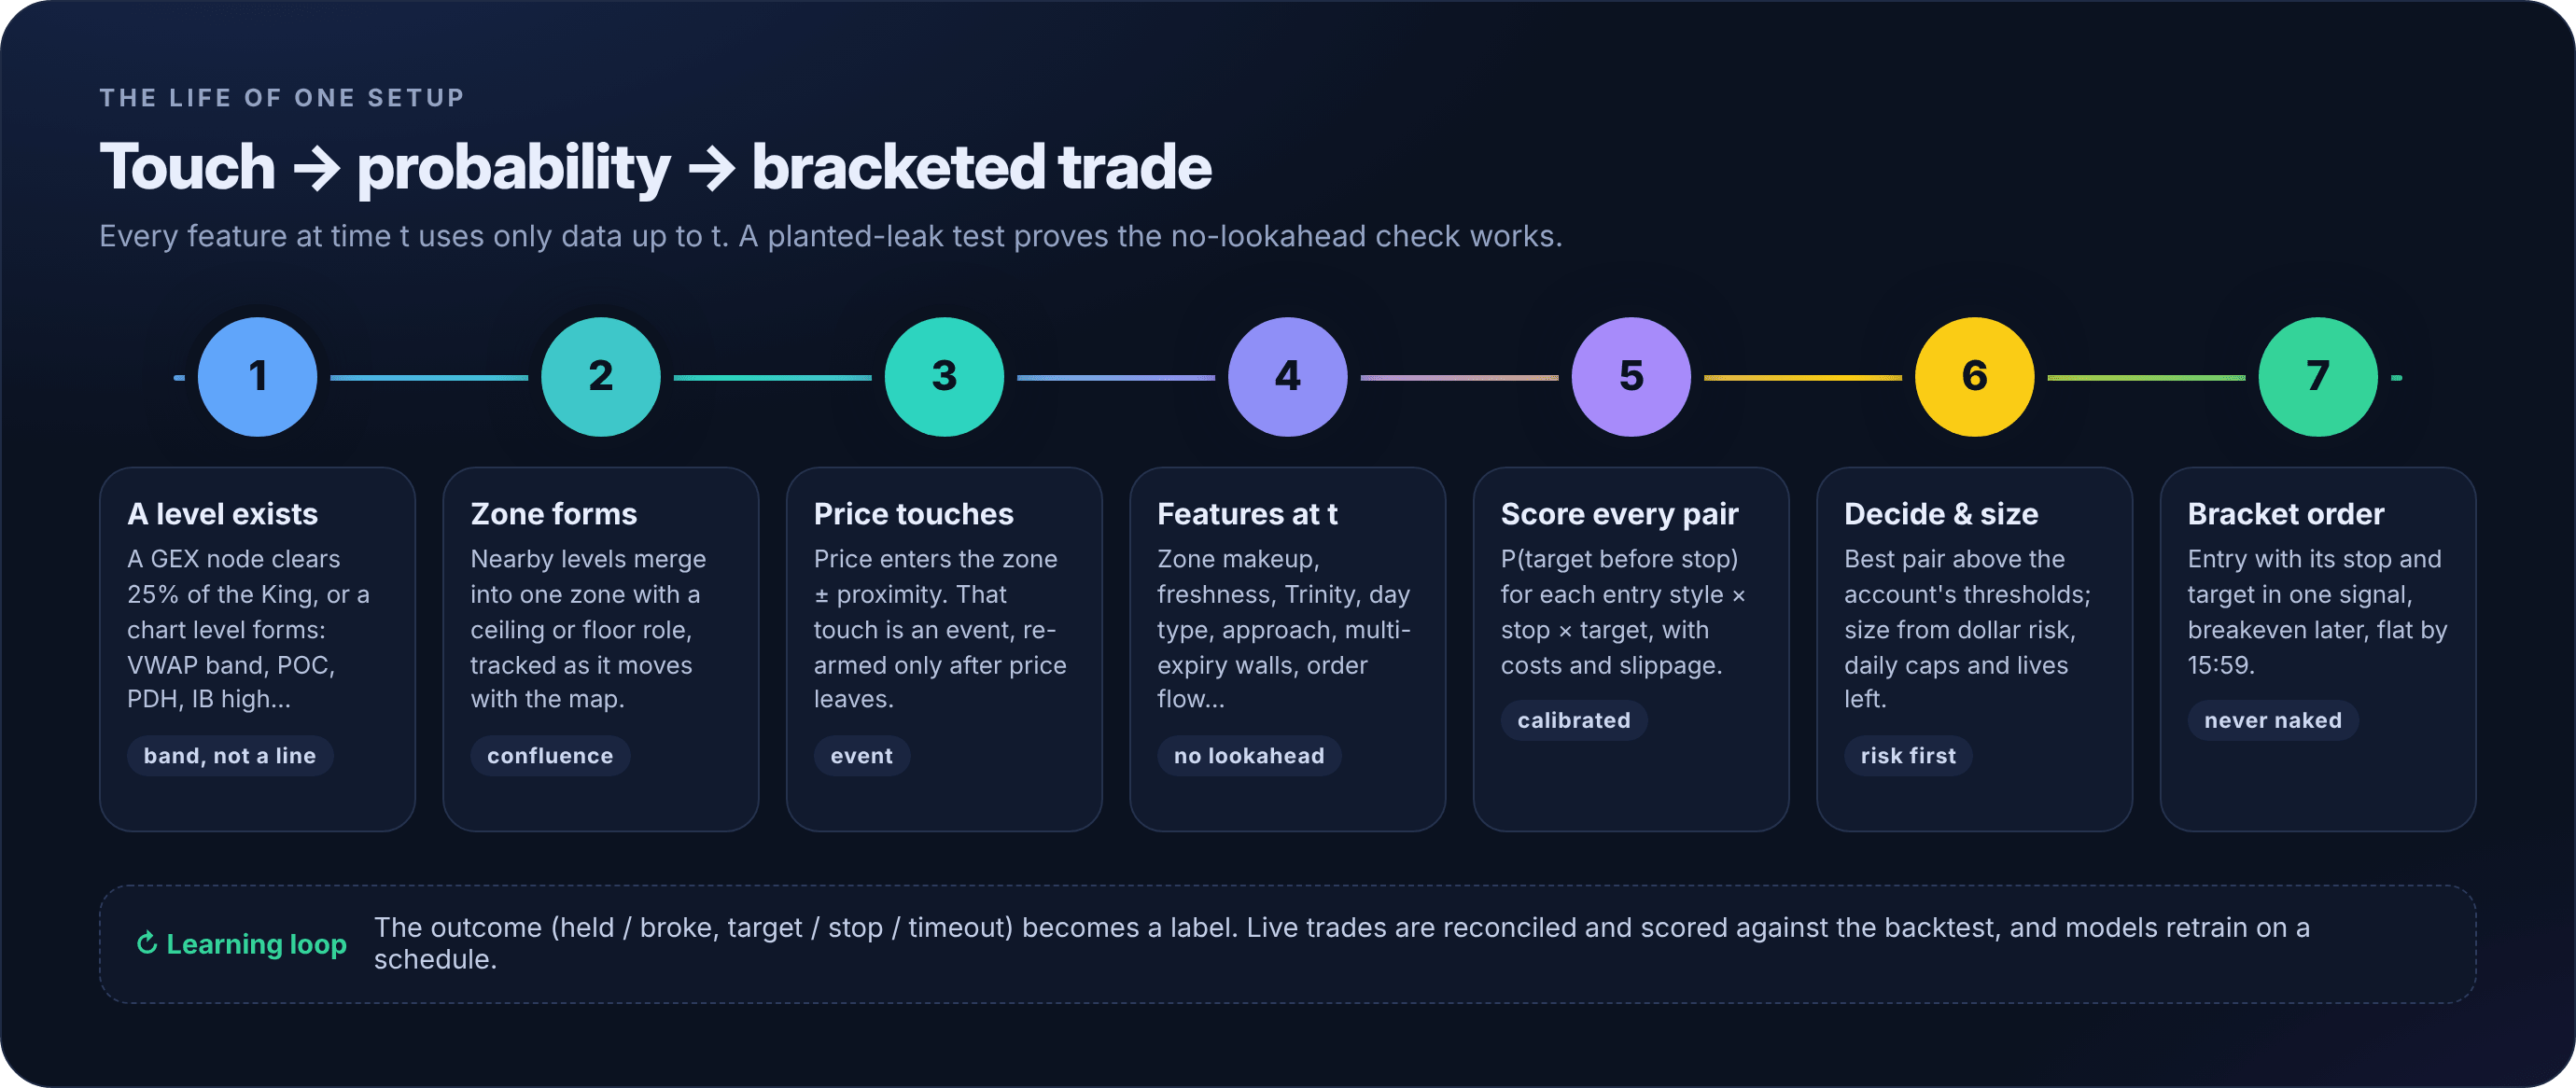 THE LIFE OF ONE SETUP
Touch → probability → bracketed trade
Every feature at time t uses only data up to t. A planted-leak test proves the no-lookahead check works.
1
2
3
4
5
6
7
A level exists
A GEX node clears
25% of the King, or a
chart level forms:
VWAP band, POC,
PDH, IB high...
band, not a line
Zone forms
Nearby levels merge
into one zone with a
ceiling or floor role,
tracked as it moves
with the map.
confluence
Price touches
Price enters the zone
± proximity. That
touch is an event, re-
armed only after price
leaves.
event
Features at t
Zone makeup,
freshness, Trinity, day
type, approach, multi-
expiry walls, order
flow...
no lookahead
Score every pair
P(target before stop)
for each entry style ×
stop × target, with
costs and slippage.
calibrated
Decide & size
Best pair above the
account's thresholds;
size from dollar risk,
daily caps and lives
left.
risk first
Bracket order
Entry with its stop and
target in one signal,
breakeven later, flat by
15:59.
never naked
↻ Learning loop
The outcome (held / broke, target / stop / timeout) becomes a label. Live trades are reconciled and scored against the backtest, and models retrain on a
schedule.